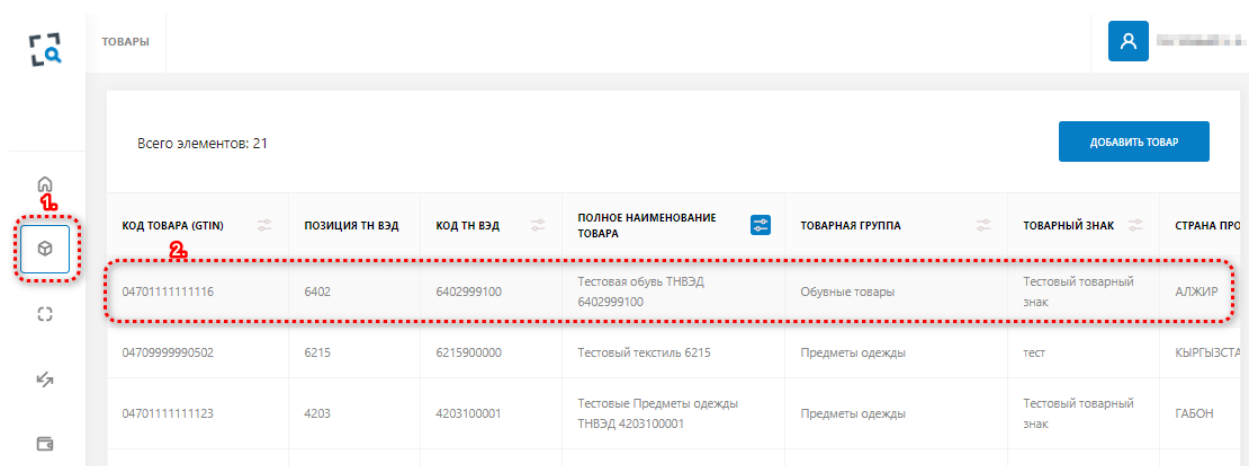 ТОВАРЫ
Всего элементов: 21
ДОБАВИТЬ ТОВАР
1.
КОД ТОВАРА (GTIN) ПОЗИЦИЯ ТН ВЭД КОД ТН ВЭД ПОЛНОЕ НАИМЕНОВАНИЕ ТОВАРНАЯ ГРУППА ТОВАРНЫЙ ЗНАК СТРАНА ПРО
ТОВАРА
2.
04701111111116 6402 6402999100 Тестовая обувь ТНВЭД Обувные товары Тестовый товарный АЛЖИР
6402999100 знак
04709999990502 6215 6215900000 Тестовый текстиль 6215 Предметы одежды тест КЫРГЫЗСТА
04701111111123 4203 4203100001 Тестовые Предметы одежды Предметы одежды Тестовый товарный ГАБОН
ТНВЭД 4203100001 знак